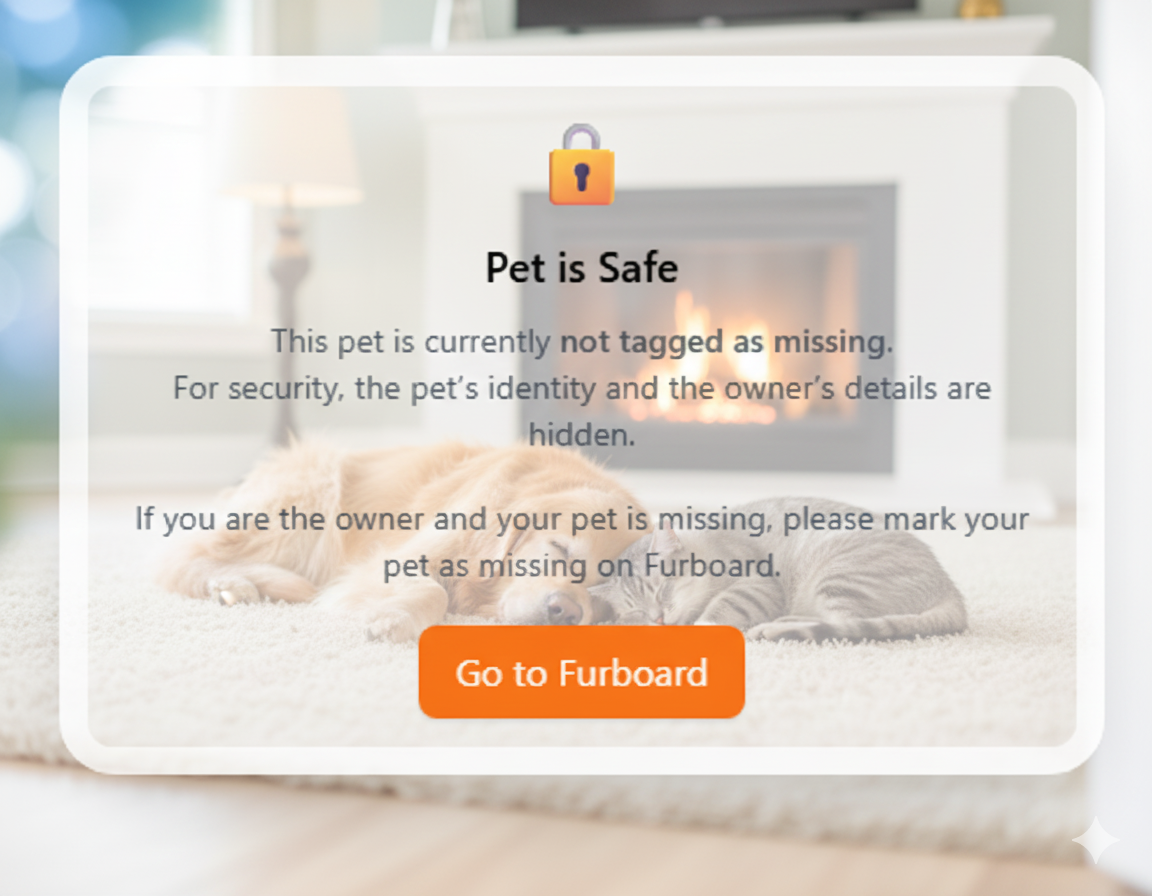 Pet is Safe
This pet is currently not tagged as missing.
For security, the pet’s identity and the owner’s details are
hidden.
If you are the owner and your pet is missing, please mark your
pet as missing on Furboard.
Go to Furboard